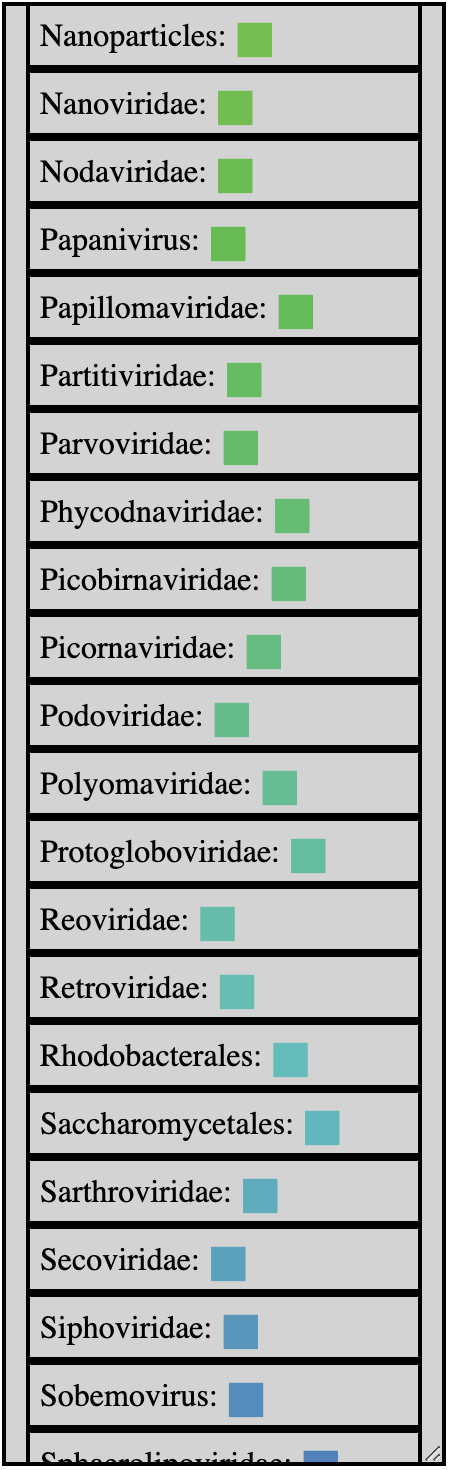 Nanoparticles:
Nanoviridae:
Nodaviridae:
Papanivirus:
Papillomaviridae:
Partitiviridae:
Parvoviridae:
Phycodnaviridae:
Picobirnaviridae:
Picornaviridae:
Podoviridae:
Polyomaviridae:
Protogloboviridae:
Reoviridae:
Retroviridae:
Rhodobacterales:
Saccharomycetales:
Sarthroviridae:
Secoviridae:
Siphoviridae:
Sobemovirus:
Sphaerolipoviridae: